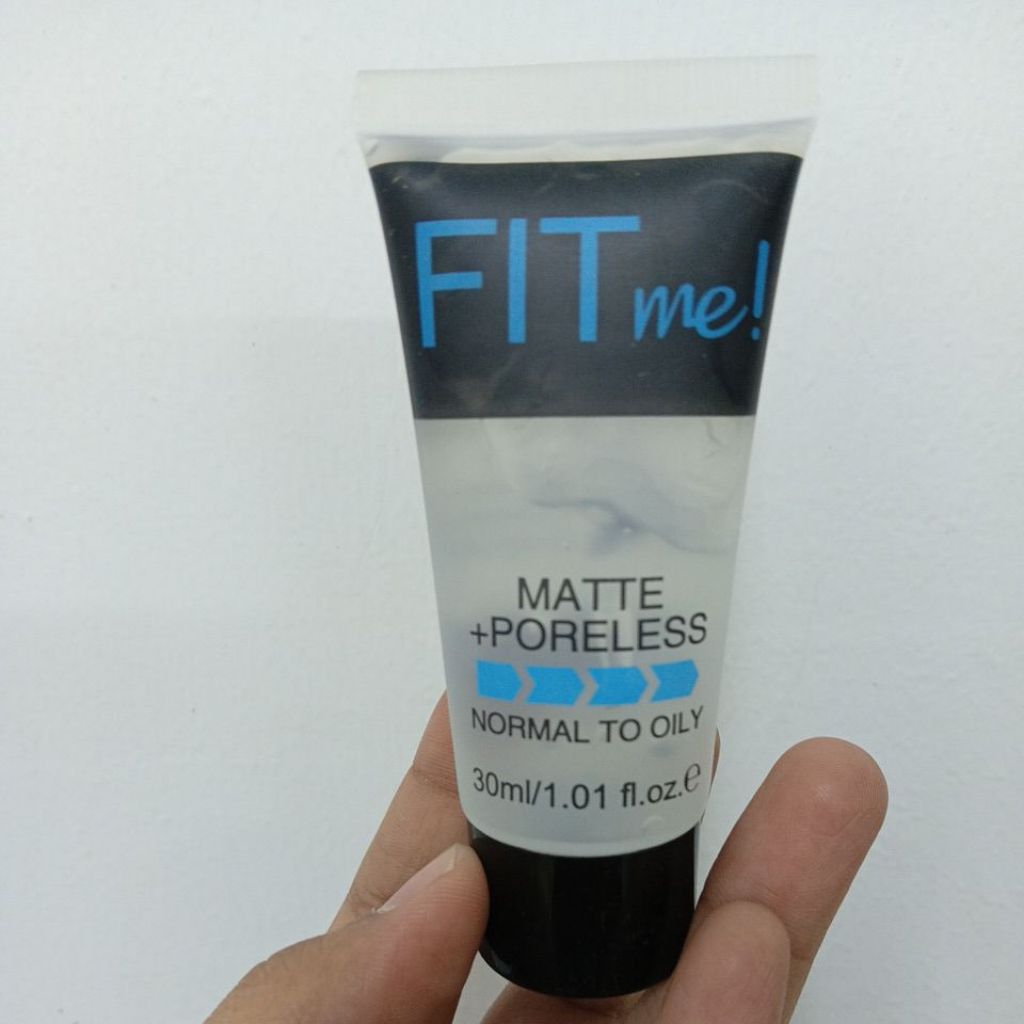 FIT me!
MATTE
+PORELESS
NORMAL TO OILY
30ml/1.01 fl.oz.℮